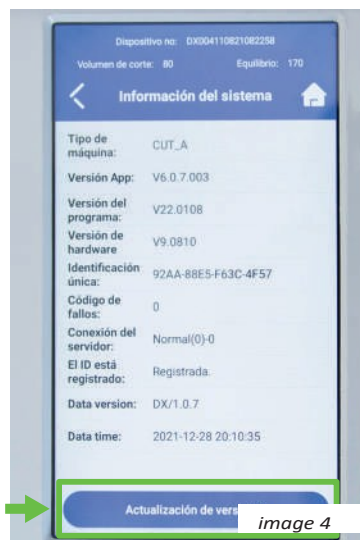 Dispositivo no: DX004110821082258
Volumen de corte: 80 Equilibrio: 170
Información del sistema
Tipo de máquina: CUT_A
Versión App: V6.0.7.003
Versión del programa: V22.0108
Versión de hardware V9.0810
Identificación única: 92AA-88E5-F63C-4F57
Código de fallos: 0
Conexión del servidor: Normal(0)-0
El ID está registrado: Registrada.
Data version: DX/1.0.7
Data time: 2021-12-28 20:10:35
Actualización de vers
image 4